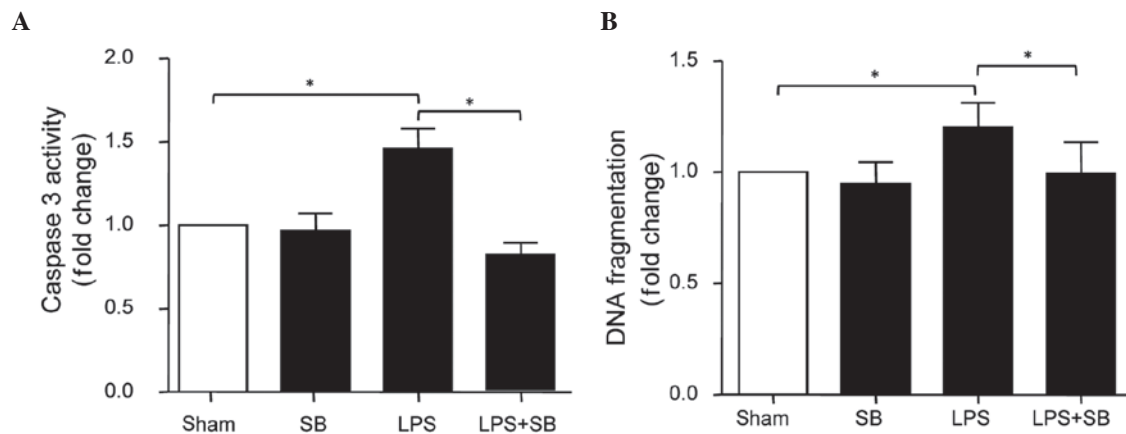 A
Caspase 3 activity
(fold change)
2.0
1.5
1.0
0.5
0.0
*
*
Sham SB LPS LPS+SB
B
DNA fragmentation
(fold change)
1.5
1.0
0.5
0.0
*
*
Sham SB LPS LPS+SB